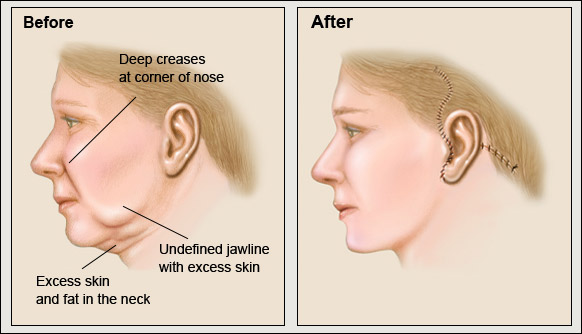 Before
Deep creases
at corner of nose
Undefined jawline
with excess skin
Excess skin
and fat in the neck
After